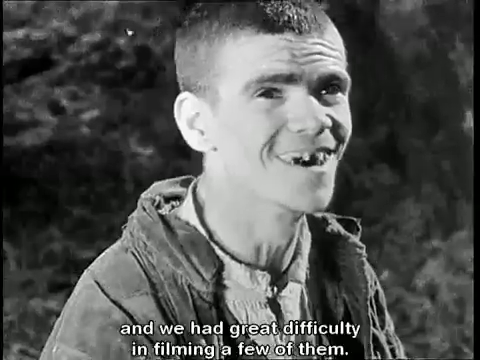 and we had great difficulty
in filming a few of them.